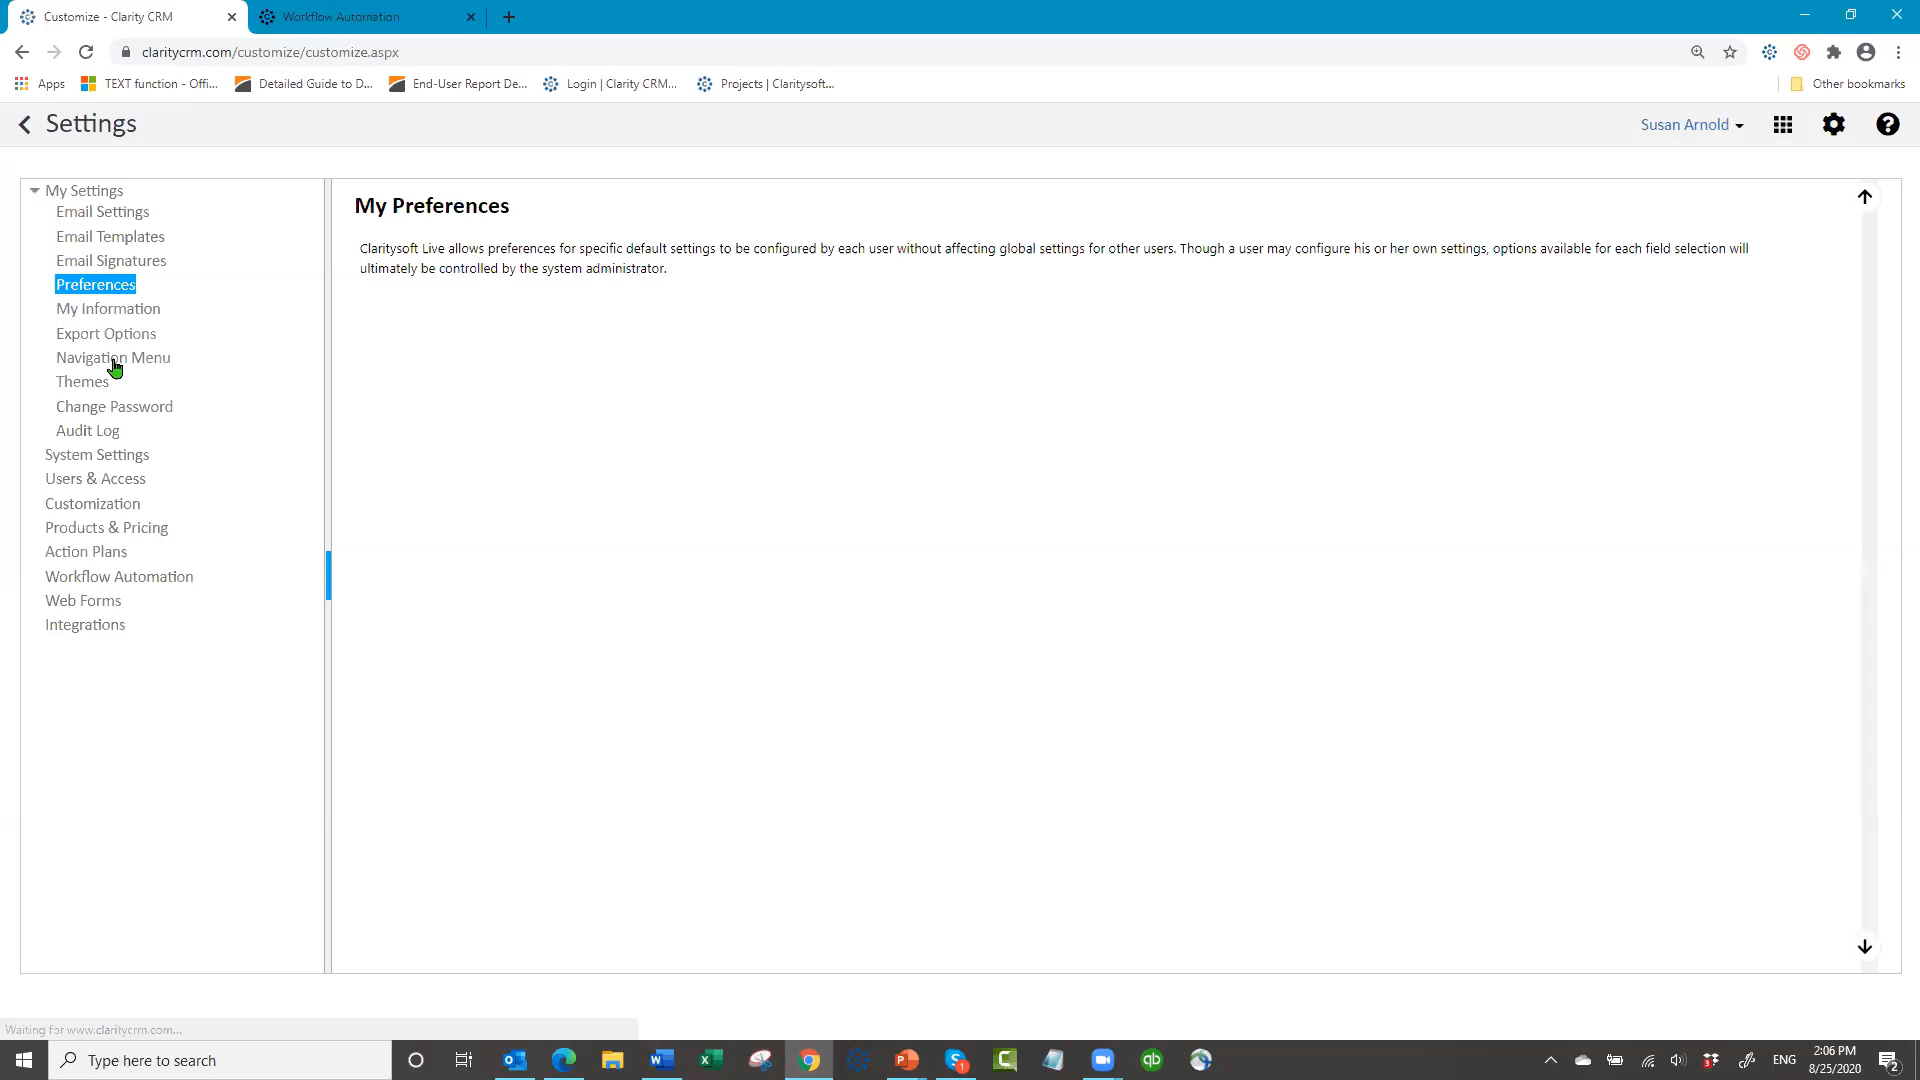 Customize - Clarity CRM
Workflow Automation
claritycrm.com/customize/customize.aspx
Apps
TEXT function - Offi...
Detailed Guide to D...
End-User Report De...
Login | Clarity CRM...
Projects | Claritysoft...
Other bookmarks
Settings
Susan Arnold
My Settings
Email Settings
Email Templates
Email Signatures
Preferences
My Information
Export Options
Navigation Menu
Themes
Change Password
Audit Log
System Settings
Users & Access
Customization
Products & Pricing
Action Plans
Workflow Automation
Web Forms
Integrations
My Preferences
Claritysoft Live allows preferences for specific default settings to be configured by each user without affecting global settings for other users. Though a user may configure his or her own settings, options available for each field selection will
ultimately be controlled by the system administrator.
Waiting for www.claritycrm.com...
Type here to search
ENG
2:06 PM
8/25/2020